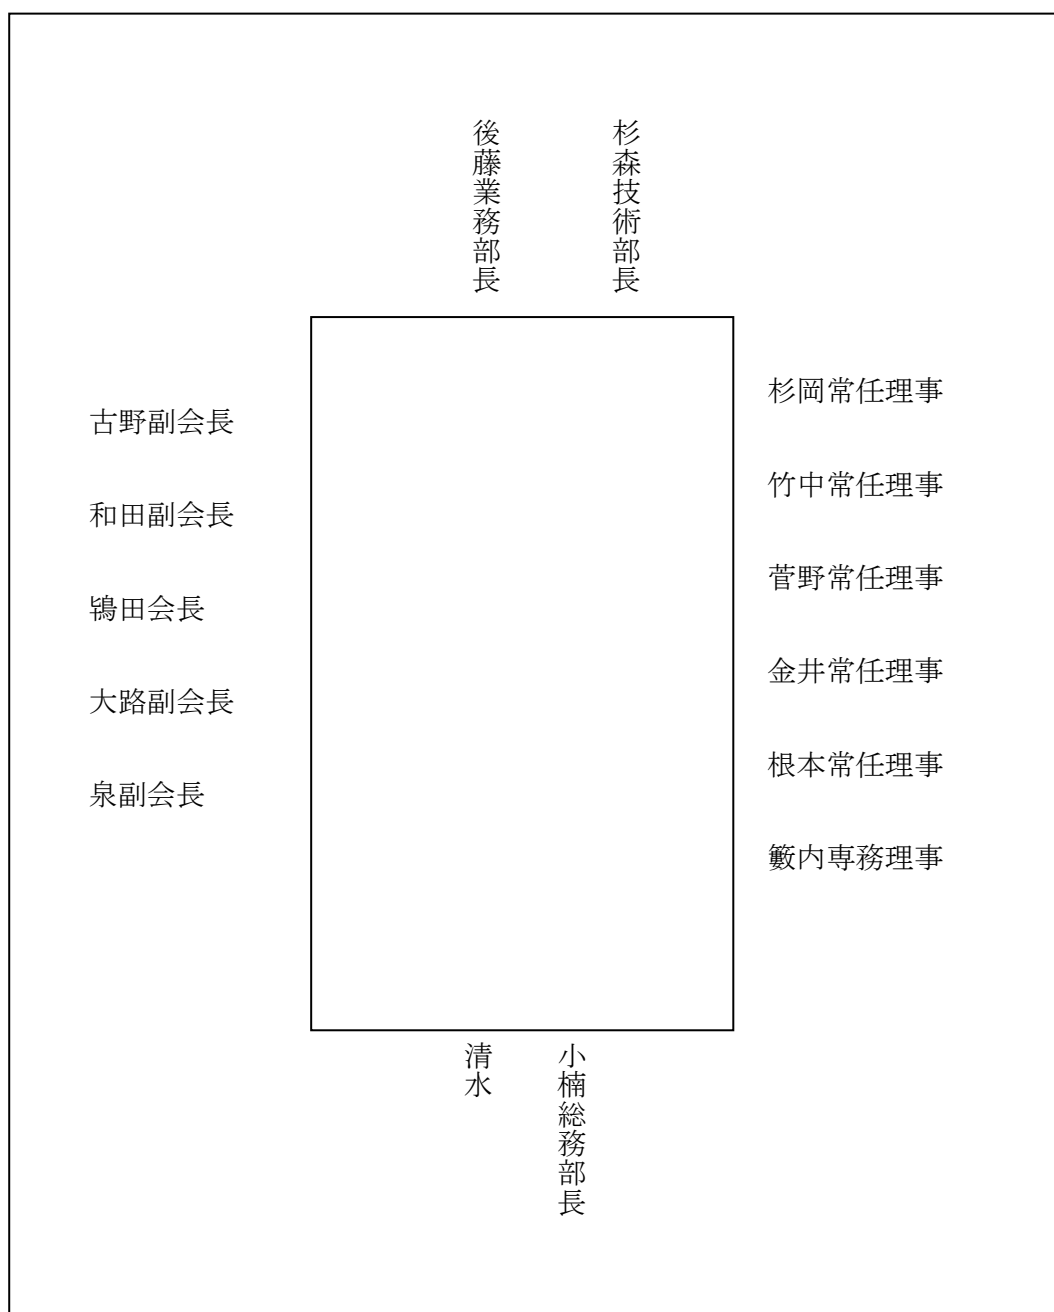 後藤業務部長
杉森技術部長
古野副会長
和田副会長
鴇田会長
大路副会長
泉副会長
杉岡常任理事
竹中常任理事
菅野常任理事
金井常任理事
根本常任理事
籔内専務理事
清水
小楠総務部長